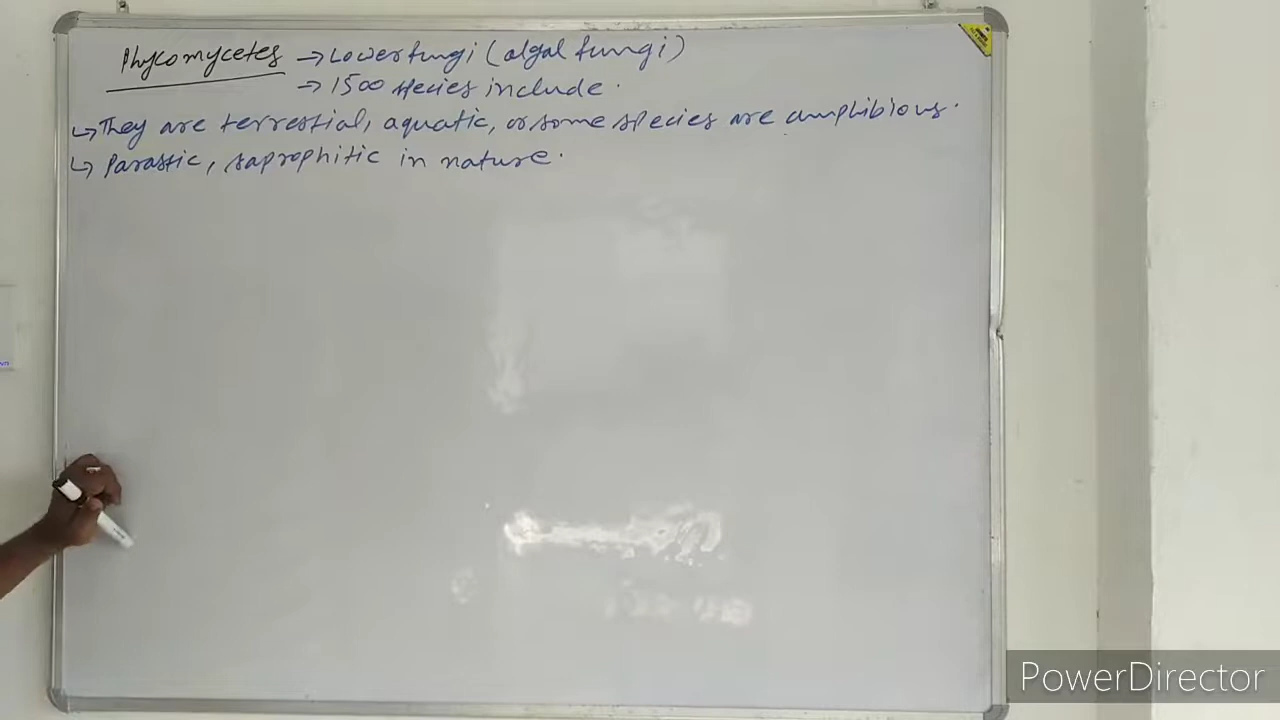 Phycomycetes → Lower fungi (algal fungi)
→ 1500 species include.
↳ They are terrestial, aquatic, or some species are amphibious.
↳ Parastic, saprophitic in nature.
PowerDirector